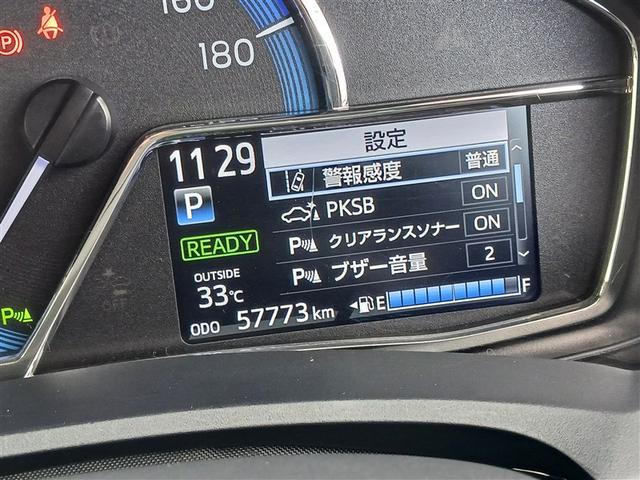 160
180
P
11 29
設定
警報感度 普通
P
PKSB ON
READY
P クリアランスソナー ON
OUTSIDE
33℃
P ブザー音量 2
ODO 57773 km
E F
P